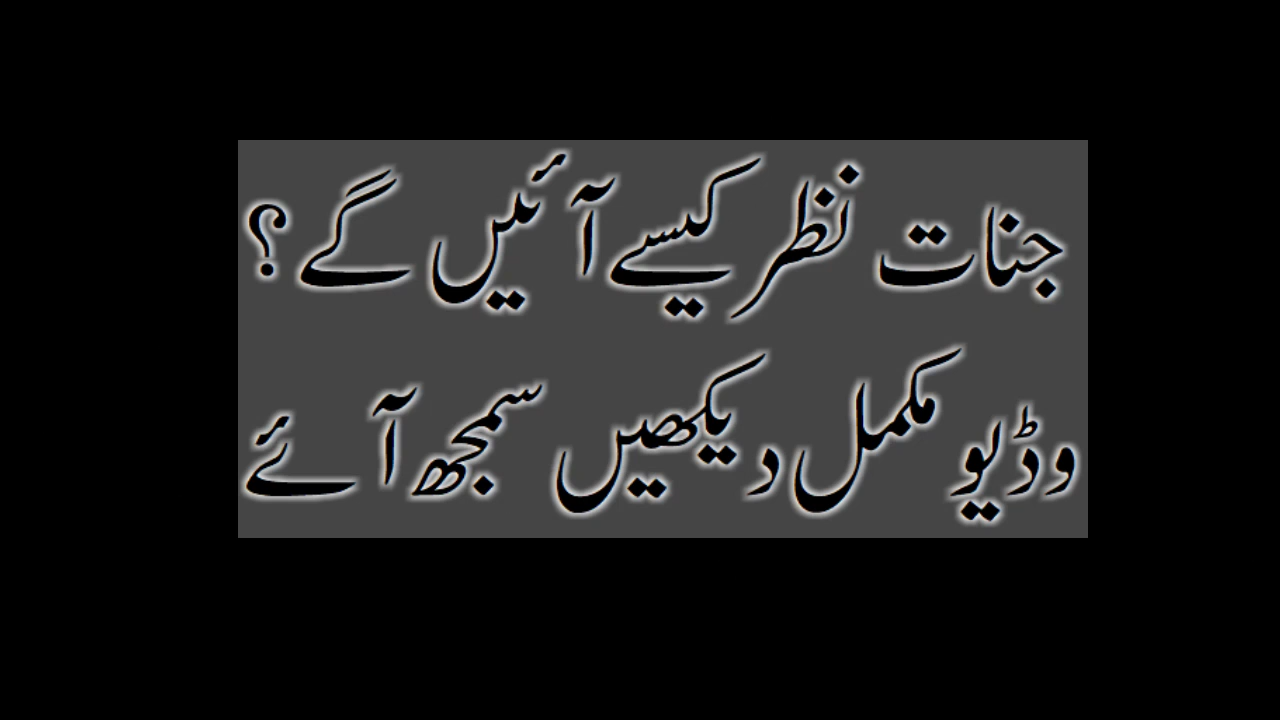 جنات نظر کیسے آئیں گے؟
وڈیو مکمل دیکھیں سمجھ آئے